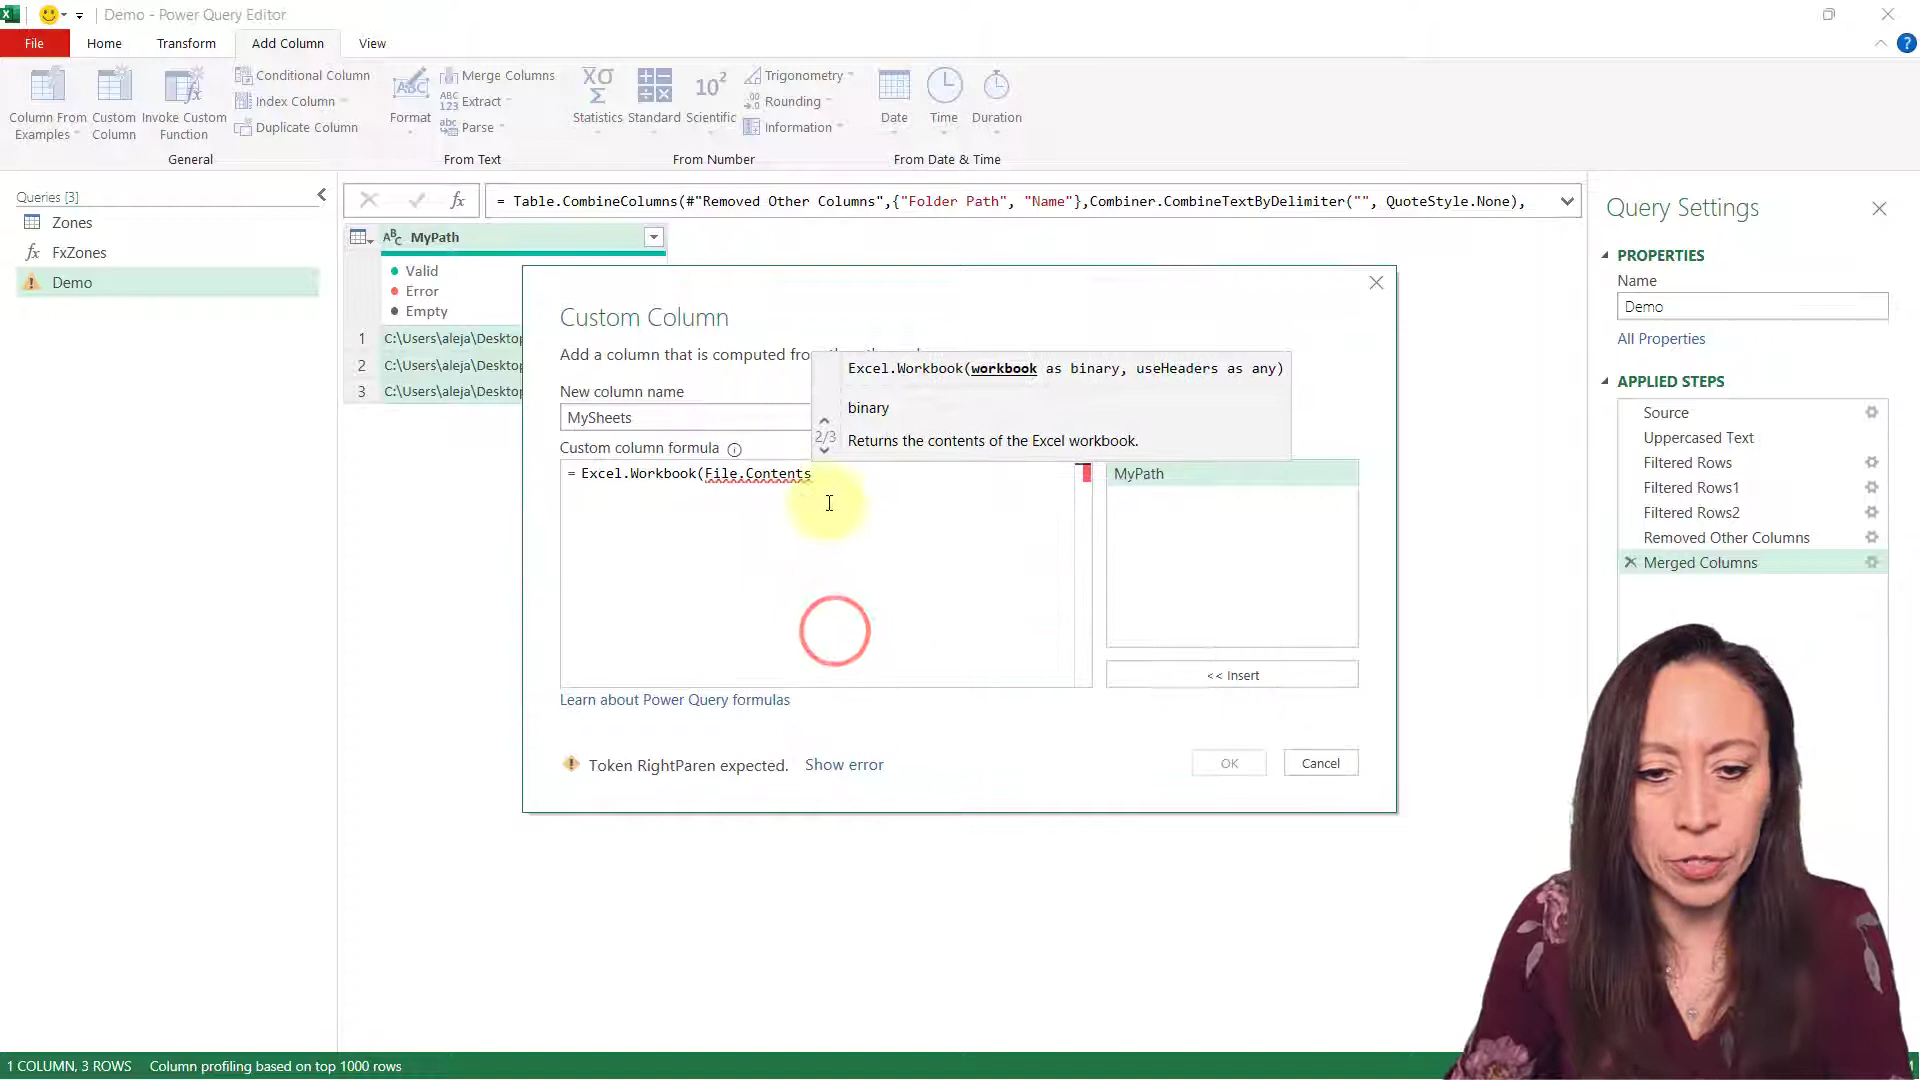 Demo - Power Query Editor
File Home Transform Add Column View
Column From Examples
Custom Column
Invoke Custom Function
Conditional Column
Index Column
Duplicate Column
General
Format
Merge Columns
Extract
Parse
From Text
Statistics
Standard
Scientific
Trigonometry
Rounding
Information
From Number
Date
Time
Duration
From Date & Time
Queries [3]
Zones
FxZones
Demo
= Table.CombineColumns(#"Removed Other Columns",{"Folder Path", "Name"},Combiner.CombineTextByDelimiter("", QuoteStyle.None),
MyPath
Valid
Error
Empty
1 C:\Users\aleja\Desktop
2 C:\Users\aleja\Desktop
3 C:\Users\aleja\Desktop
Custom Column
Add a column that is computed
New column name
MySheets
Custom column formula
= Excel.Workbook(File.Contents
Excel.Workbook(workbook as binary, useHeaders as any)
binary
2/3
Returns the contents of the Excel workbook.
MyPath
<< Insert
Learn about Power Query formulas
Token RightParen expected. Show error
OK
Cancel
Query Settings
PROPERTIES
Name
Demo
All Properties
APPLIED STEPS
Source
Uppercased Text
Filtered Rows
Filtered Rows1
Filtered Rows2
Removed Other Columns
Merged Columns
1 COLUMN, 3 ROWS Column profiling based on top 1000 rows